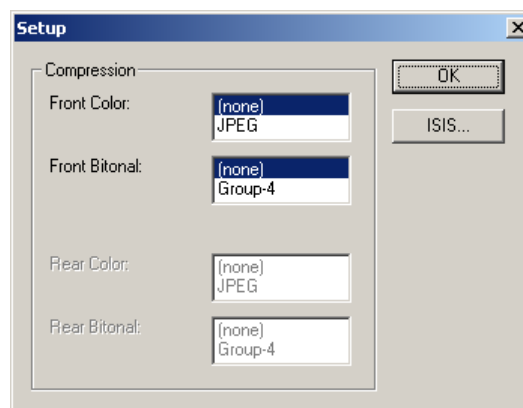 Setup
Compression
Front Color:
(none)
JPEG
Front Bitonal:
(none)
Group-4
Rear Color:
(none)
JPEG
Rear Bitonal:
(none)
Group-4
OK
ISIS...